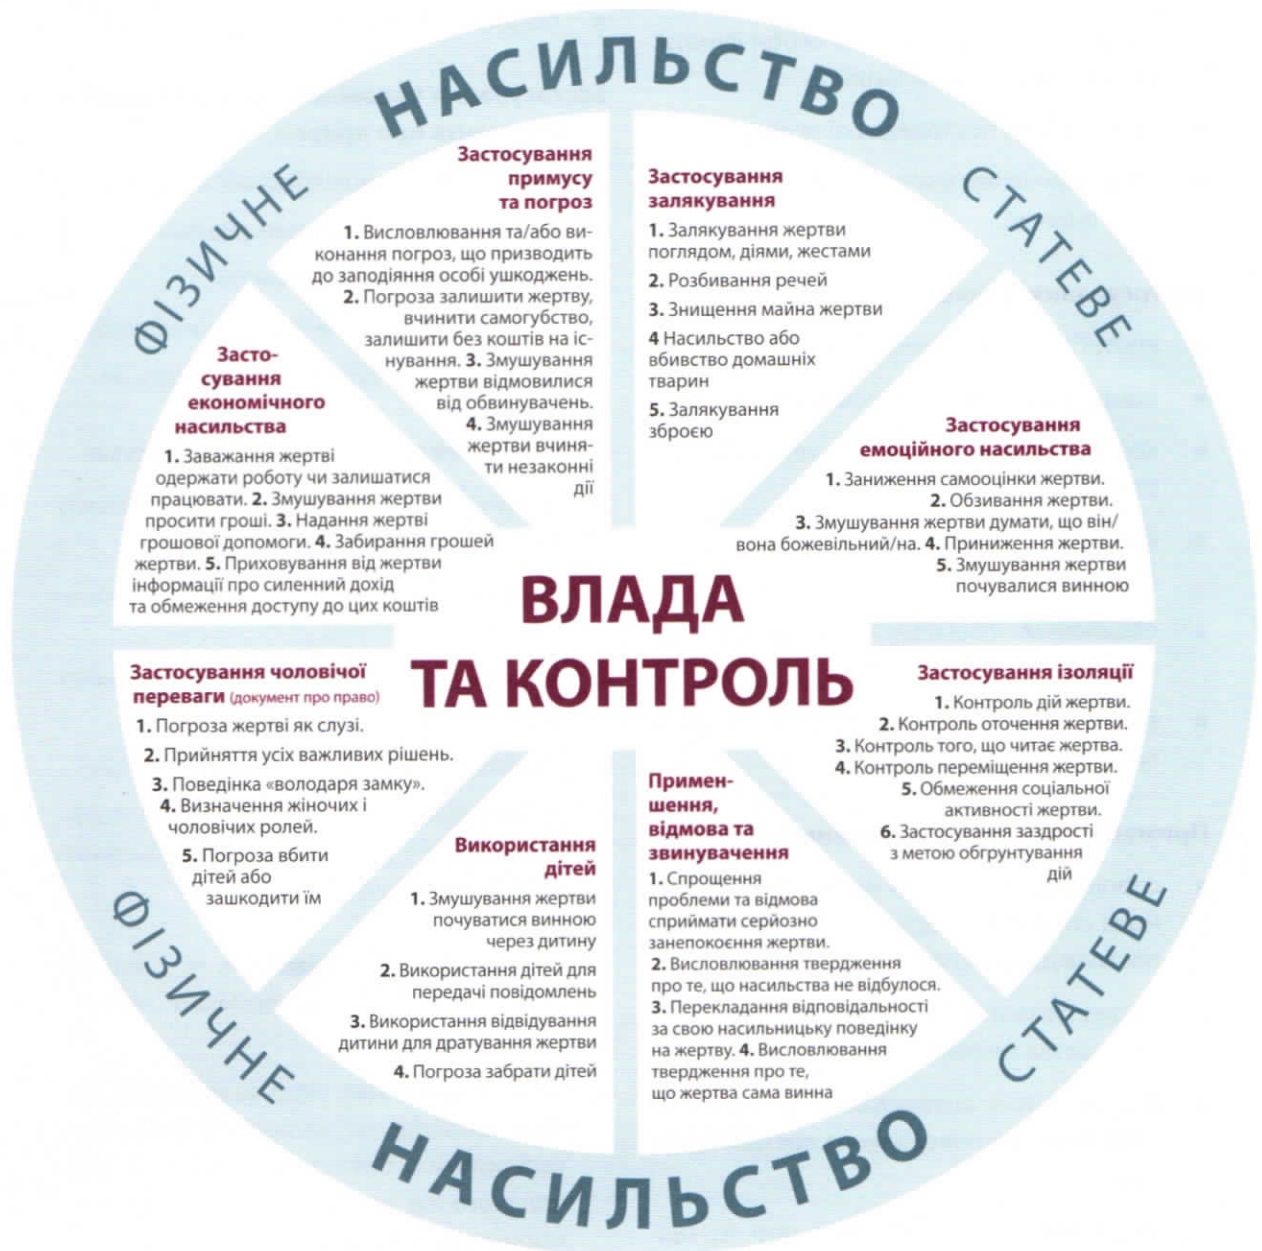 НАСИЛЬСТВО
ФІЗИЧНЕ
СТАТЕВЕ
Застосування
примусу
та погроз
1. Висловлювання та/або ви-
конання погроз, що призводить
до заподіяння особі ушкоджень.
2. Погроза залишити жертву,
вчинити самогубство,
залишити без коштів на іс-
нування. 3. Змушування
жертви відмовилися
від обвинувачень.
4. Змушування
жертви вчиня-
ти незаконні
дії
Застосування
залякування
1. Залякування жертви
поглядом, діями, жестами
2. Розбивання речей
3. Знищення майна жертви
4 Насильство або
вбивство домашніх
тварин
5. Залякування
зброєю
Засто-
сування
економічного
насильства
1. Заважання жертві
одержати роботу чи залишатися
працювати. 2. Змушування жертви
просити гроші. 3. Надання жертві
грошової допомоги. 4. Забирання грошей
жертви. 5. Приховування від жертви
інформації про силенний дохід
та обмеження доступу до цих коштів
Застосування
емоційного насильства
1. Заниження самооцінки жертви.
2. Обзивання жертви.
3. Змушування жертви думати, що він/
вона божевільний/на. 4. Приниження жертви.
5. Змушування жертви
почувалися винною
ВЛАДА
ТА КОНТРОЛЬ
Застосування чоловічої
переваги (документ про право)
1. Погроза жертві як слузі.
2. Прийняття усіх важливих рішень.
3. Поведінка «володаря замку».
4. Визначення жіночих і
чоловічих ролей.
5. Погроза вбити
дітей або
зашкодити їм
Застосування ізоляції
1. Контроль дій жертви.
2. Контроль оточення жертви.
3. Контроль того, що читає жертва.
4. Контроль переміщення жертви.
5. Обмеження соціальної
активності жертви.
6. Застосування заздрості
з метою обгрунтування
дій
Використання
дітей
1. Змушування жертви
почуватися винною
через дитину
2. Використання дітей для
передачі повідомлень
3. Використання відвідування
дитини для дратування жертви
4. Погроза забрати дітей
Примен-
шення,
відмова та
звинувачення
1. Спрощення
проблеми та відмова
сприймати серйозно
занепокоєння жертви.
2. Висловлювання твердження
про те, що насильства не відбулося.
3. Перекладання відповідальності
за свою насильницьку поведінку
на жертву. 4. Висловлювання
твердження про те,
що жертва сама винна
ФІЗИЧНЕ
СТАТЕВЕ
НАСИЛЬСТВО